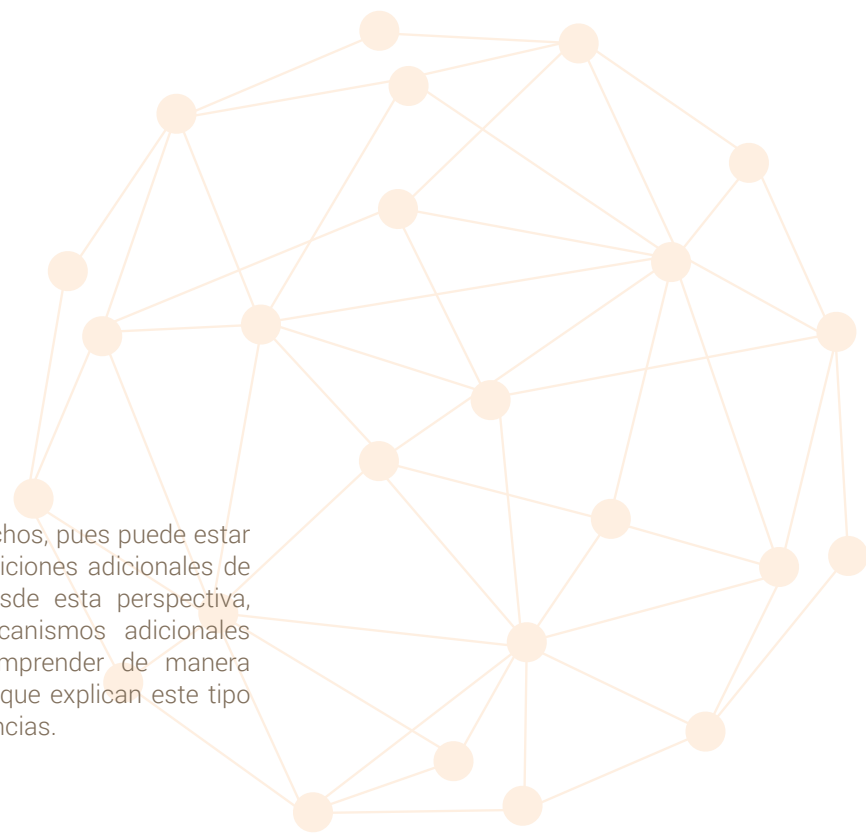 chos, pues puede estar
iciones adicionales de
sde esta perspectiva,
canismos adicionales
mprender de manera
que explican este tipo
ncias.